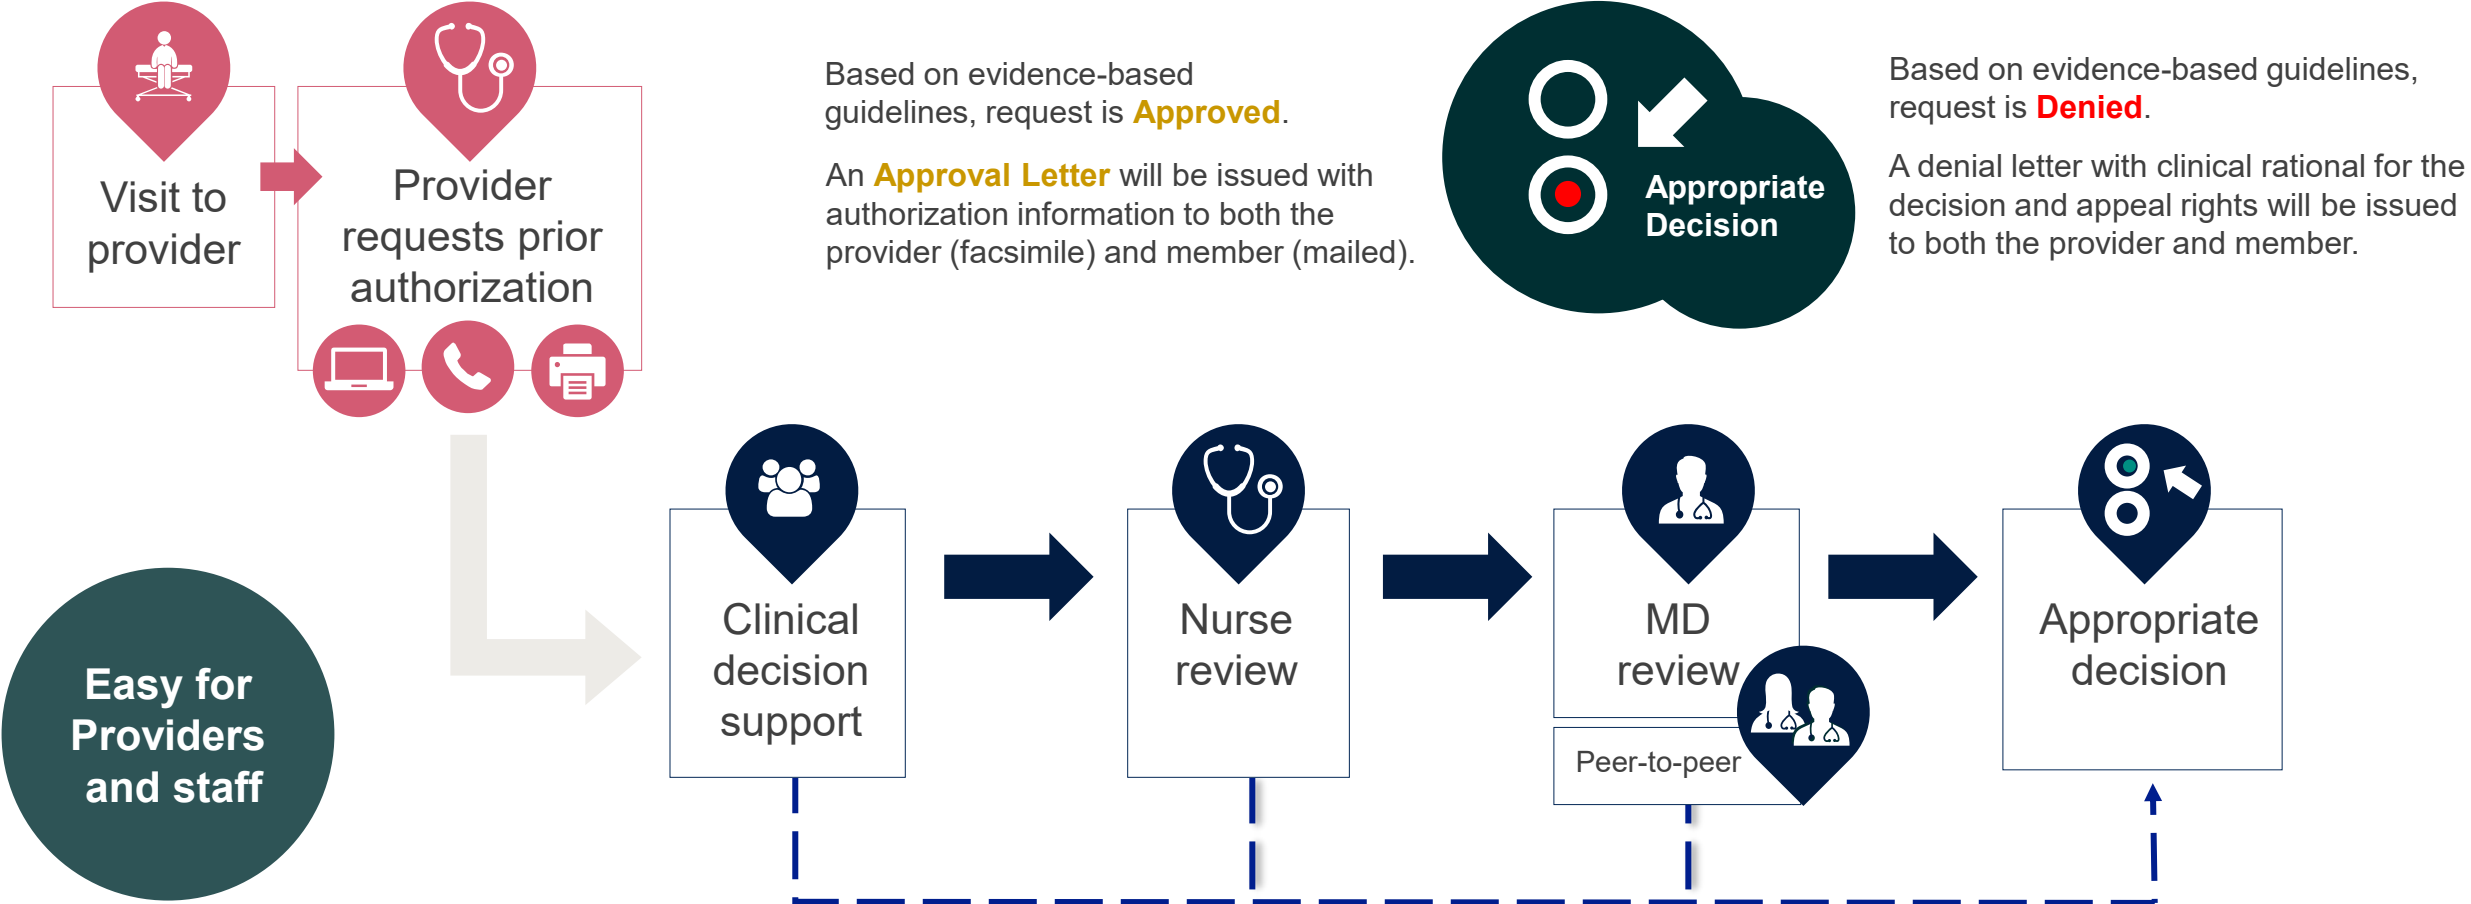 Visit to
provider
Provider
requests prior
authorization
Based on evidence-based
guidelines, request is Approved.
An Approval Letter will be issued with
authorization information to both the
provider (facsimile) and member (mailed).
Appropriate
Decision
Based on evidence-based guidelines,
request is Denied.
A denial letter with clinical rational for the
decision and appeal rights will be issued
to both the provider and member.
Easy for
Providers
and staff
Clinical
decision
support
Nurse
review
MD
review
Peer-to-peer
Appropriate
decision